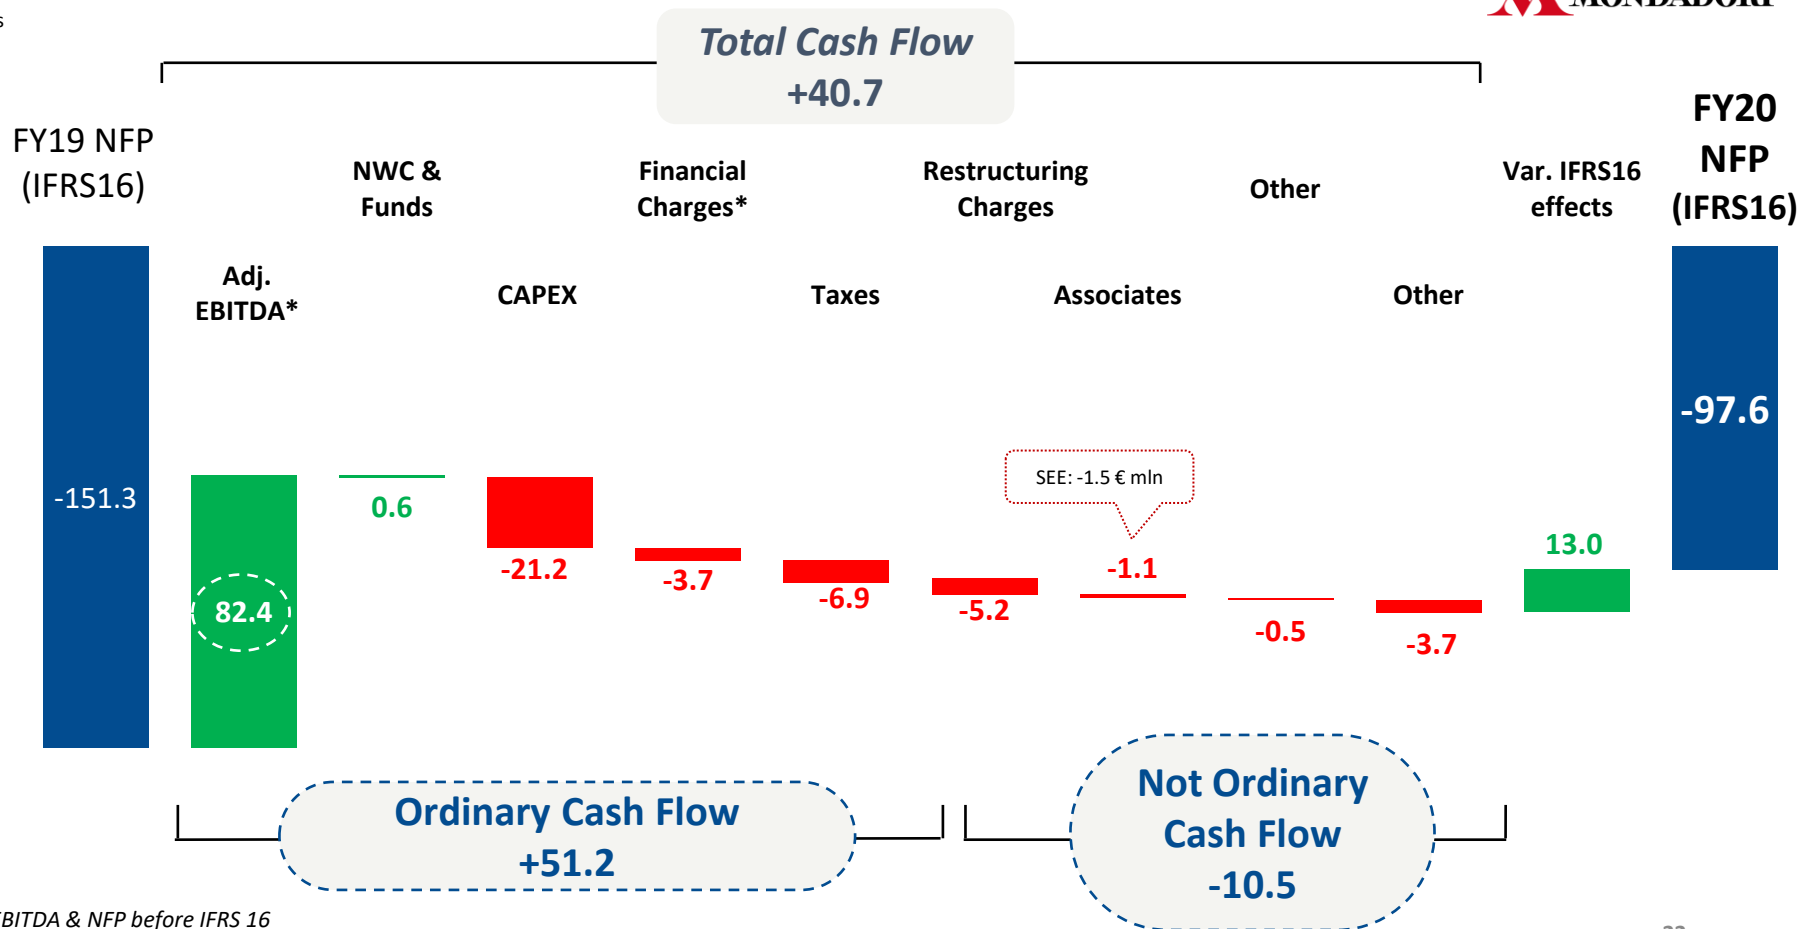 MONDADORI
Total Cash Flow
+40.7
FY19 NFP
(IFRS16)
NWC &
Funds
Financial
Charges*
Restructuring
Charges
Other
Var. IFRS16
effects
FY20
NFP
(IFRS16)
Adj.
EBITDA*
CAPEX
Taxes
Associates
Other
-151.3
82.4
0.6
-21.2
-3.7
-6.9
-5.2
SEE: -1.5 € mln
-1.1
-0.5
-3.7
13.0
-97.6
Ordinary Cash Flow
+51.2
Not Ordinary
Cash Flow
-10.5
& NFP before IFRS 16